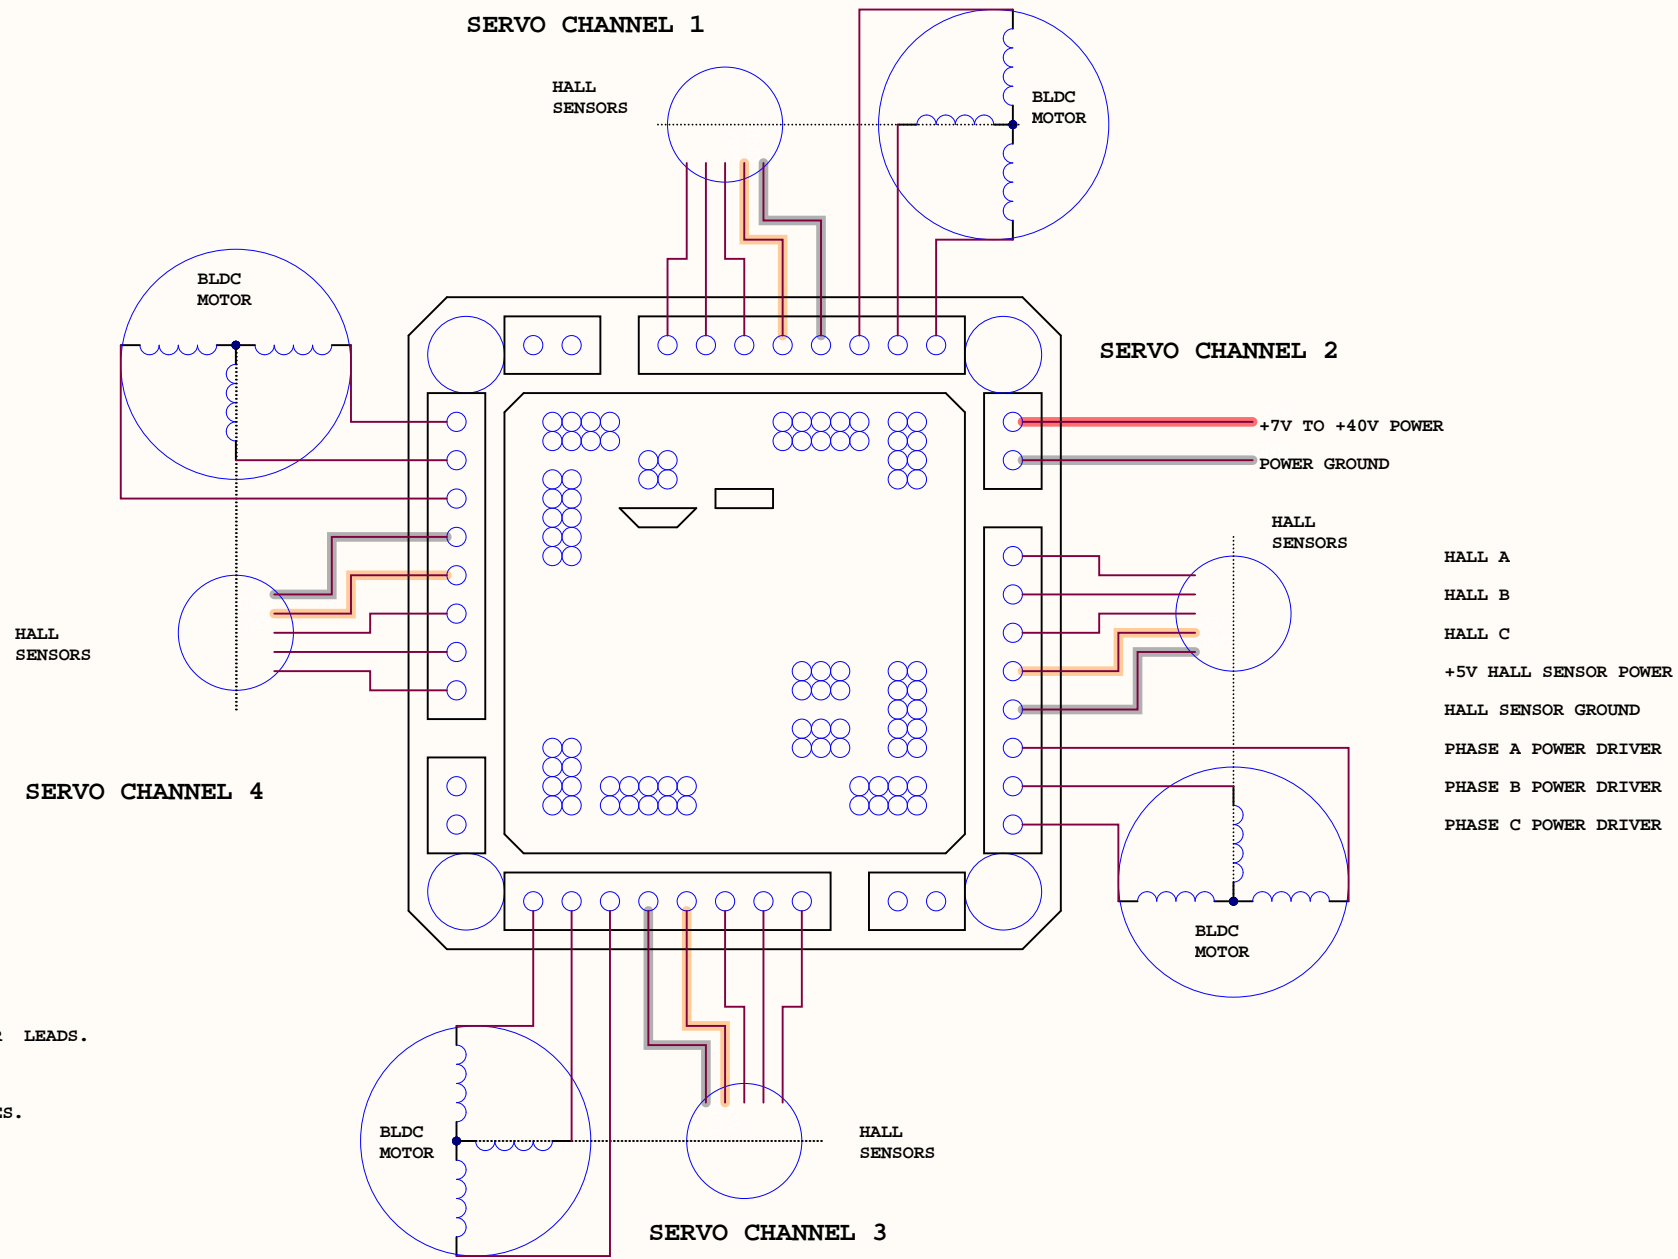 SERVO CHANNEL 1
HALL
SENSORS
BLDC
MOTOR
BLDC
MOTOR
SERVO CHANNEL 2
+7V TO +40V POWER
POWER GROUND
HALL
SENSORS
HALL A
HALL B
HALL C
+5V HALL SENSOR POWER
HALL SENSOR GROUND
PHASE A POWER DRIVER
PHASE B POWER DRIVER
PHASE C POWER DRIVER
HALL
SENSORS
SERVO CHANNEL 4
BLDC
MOTOR
LEADS.
BLDC
MOTOR
HALL
SENSORS
SERVO CHANNEL 3